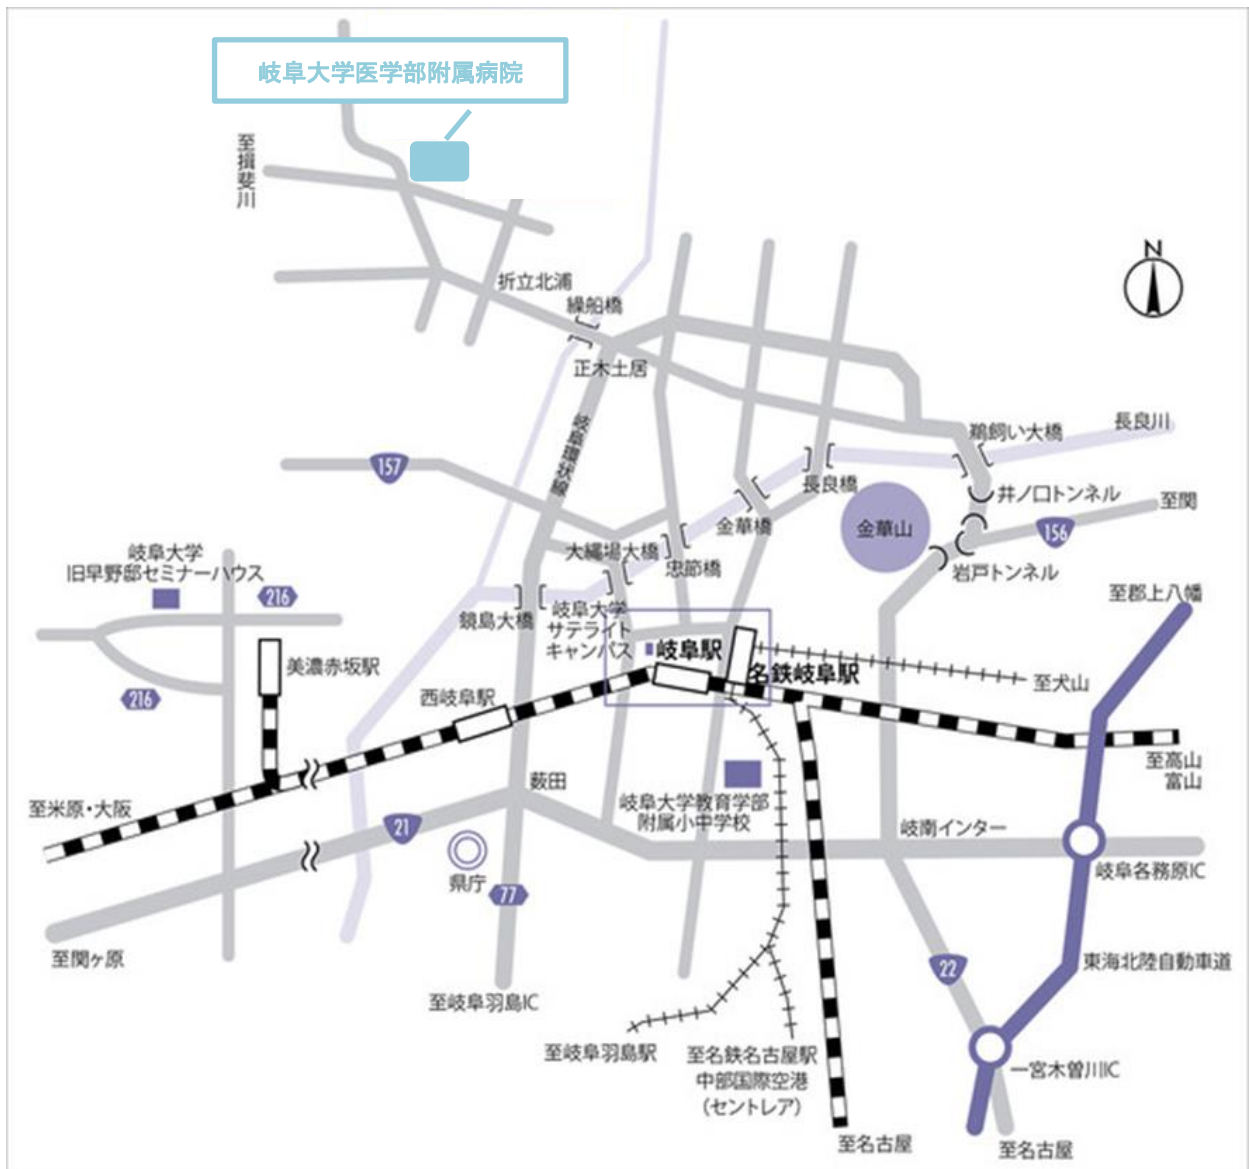 岐阜大学医学部附属病院
至揖斐川
N
折立北浦
繰船橋
正木土居
岐阜環状線
鵜飼い大橋
長良川
157
長良橋
井ノ口トンネル
至関
金華橋
金華山
156
岐阜大学
旧早野邸セミナーハウス
大縄場大橋
忠節橋
岩戸トンネル
216
鏡島大橋
岐阜大学
サテライト
キャンパス
至郡上八幡
岐阜駅
美濃赤坂駅
名鉄岐阜駅
至犬山
216
西岐阜駅
至高山
富山
至米原・大阪
薮田
岐阜大学教育学部
附属小中学校
21
岐南インター
県庁
77
岐阜各務原IC
至関ヶ原
22
東海北陸自動車道
至岐阜羽島IC
至岐阜羽島駅
至名鉄名古屋駅
中部国際空港
（セントレア）
一宮木曽川IC
至名古屋
至名古屋